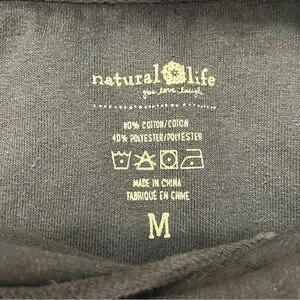 natural life
give love laugh
60% COTTON/COTON
40% POLYESTER/POLYESTER
MADE IN CHINA
FABRIQUÉ EN CHINE
M